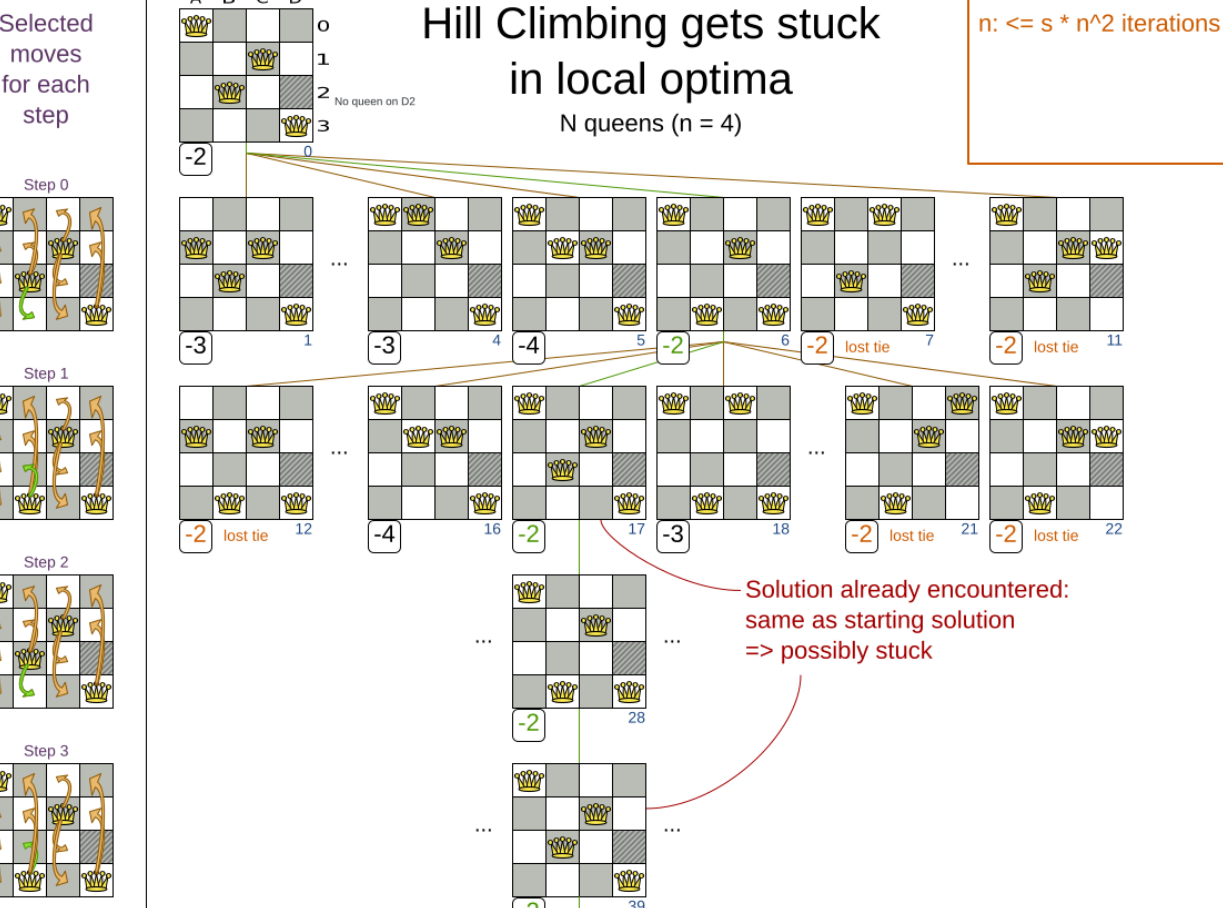 Selected
moves
for each
step
A B C D
0
1
2
3
No queen on D2
-2
0
Hill Climbing gets stuck
in local optima
N queens (n = 4)
n: <= s * n^2 iterations
Step 0
...
...
-3
1
-3
4
-4
5
-2
6
-2
lost tie
7
-2
lost tie
11
Step 1
...
...
-2
lost tie
12
-4
16
-2
17
-3
18
-2
lost tie
21
-2
lost tie
22
Step 2
...
...
-2
28
Solution already encountered:
same as starting solution
=> possibly stuck
Step 3
...
...
-2
39